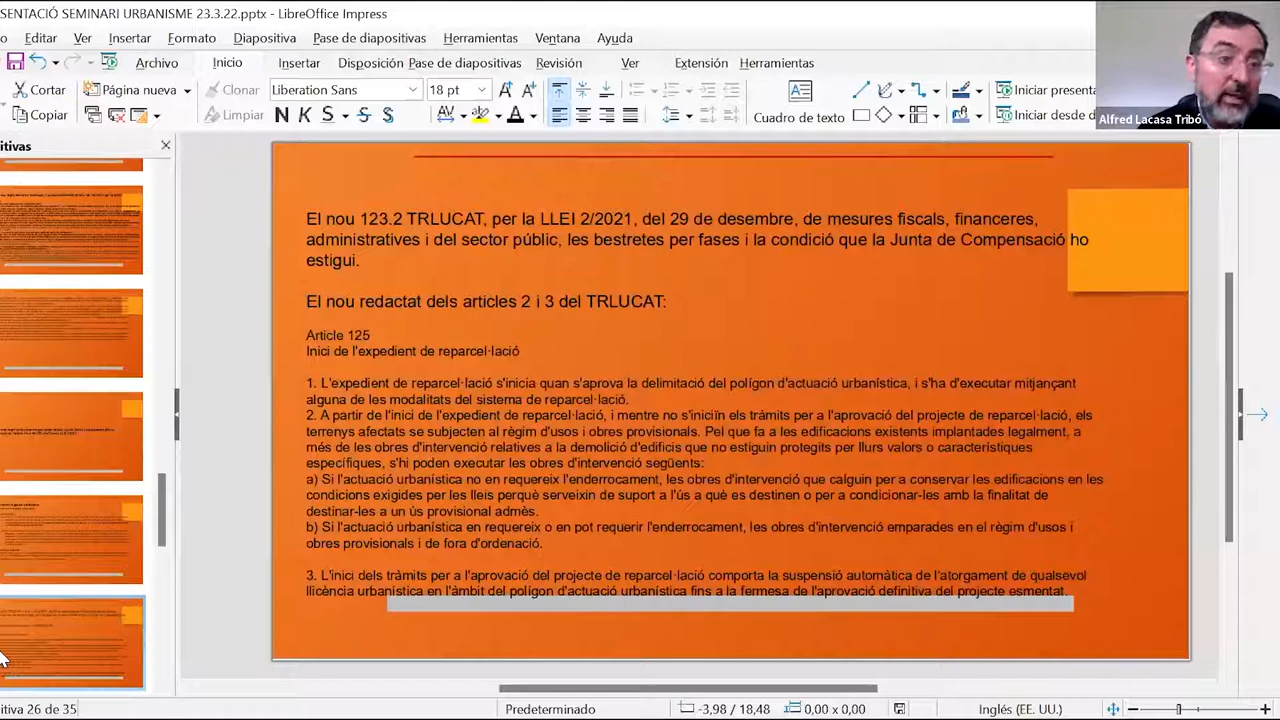 SENTACIÓ SEMINARI URBANISME 23.3.22.pptx - LibreOffice Impress
o Editar Ver Insertar Formato Diapositiva Pase de diapositivas Herramientas Ventana Ayuda
Archivo Inicio Insertar Disposición Pase de diapositivas Revisión Ver Extensión Herramientas
Cortar Página nueva Clonar Liberation Sans 18 pt Iniciar present
Copiar Limpiar N K S S S Cuadro de texto Iniciar desde d
Alfred Lacasa Tribó
itivas
El nou 123.2 TRLUCAT, per la LLEI 2/2021, del 29 de desembre, de mesures fiscals, financeres,
administratives i del sector públic, les bestretes per fases i la condició que la Junta de Compensació ho
estigui.
El nou redactat dels articles 2 i 3 del TRLUCAT:
Article 125
Inici de l'expedient de reparcel·lació
1. L'expedient de reparcel·lació s'inicia quan s'aprova la delimitació del polígon d'actuació urbanística, i s'ha d'executar mitjançant
alguna de les modalitats del sistema de reparcel·lació.
2. A partir de l'inici de l'expedient de reparcel·lació, i mentre no s'iniciïn els tràmits per a l'aprovació del projecte de reparcel·lació, els
terrenys afectats se subjecten al règim d'usos i obres provisionals. Pel que fa a les edificacions existents implantades legalment, a
més de les obres d'intervenció relatives a la demolició d'edificis que no estiguin protegits per llurs valors o característiques
específiques, s'hi poden executar les obres d'intervenció següents:
a) Si l'actuació urbanística no en requereix l'enderrocament, les obres d'intervenció que calguin per a conservar les edificacions en les
condicions exigides per les lleis perquè serveixin de suport a l'ús a què es destinen o per a condicionar-les amb la finalitat de
destinar-les a un ús provisional admès.
b) Si l'actuació urbanística en requereix o en pot requerir l'enderrocament, les obres d'intervenció emparades en el règim d'usos i
obres provisionals i de fora d'ordenació.
3. L'inici dels tràmits per a l'aprovació del projecte de reparcel·lació comporta la suspensió automàtica de l'atorgament de qualsevol
llicència urbanística en l'àmbit del polígon d'actuació urbanística fins a la fermesa de l'aprovació definitiva del projecte esmentat.
itiva 26 de 35 Predeterminado -3,98 / 18,48 0,00 x 0,00 Inglés (EE. UU.)